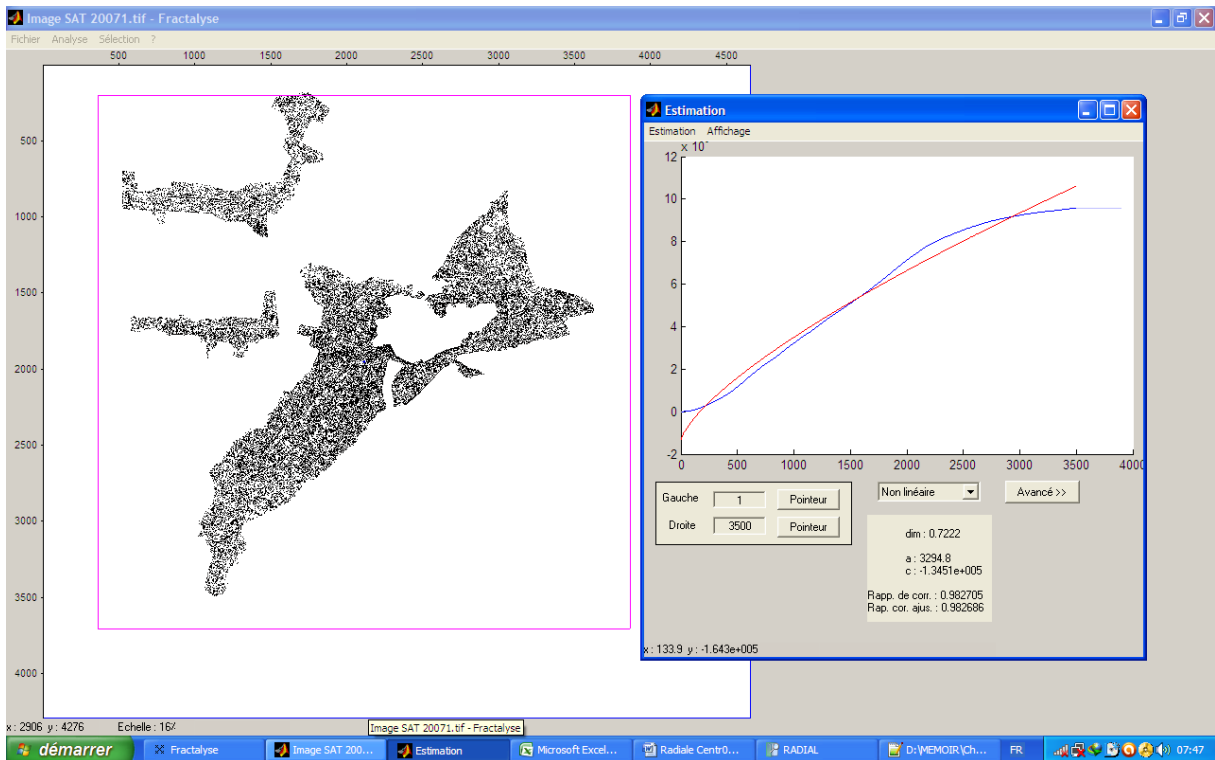 Image SAT 20071.tif - Fractalyse
Fichier Analyse Sélection ?
500 1000 1500 2000 2500 3000 3500 4000 4500
500
1000
1500
2000
2500
3000
3500
4000
x : 2906 y : 4276 Echelle : 16%
Image SAT 20071.tif - Fractalyse
Estimation
Estimation Affichage
x 10
12
10
8
6
4
2
0
-2
0 500 1000 1500 2000 2500 3000 3500 4000
Gauche 1 Pointeur
Droite 3500 Pointeur
Non linéaire Avancé >>
dim : 0.7222
a : 3294.8
c : -1.3451e+005
Rapp. de corr. : 0.982705
Rap. cor. ajus. : 0.982686
x : 133.9 y : -1.643e+005
démarrer Fractalyse Image SAT 200... Estimation Microsoft Excel... Radiale Centr0... RADIAL D:\MEMOIR\Ch... FR 07:47